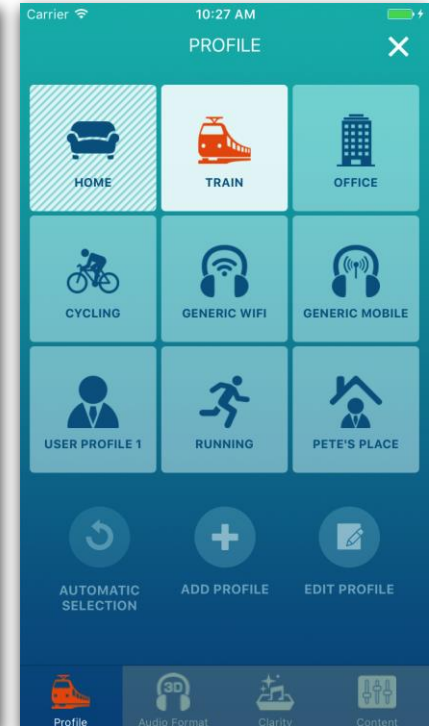 Carrier 10:27 AM
PROFILE
HOME TRAIN OFFICE
CYCLING GENERIC WIFI GENERIC MOBILE
USER PROFILE 1 RUNNING PETE'S PLACE
AUTOMATIC SELECTION ADD PROFILE EDIT PROFILE
3D
Profile Audio Format Clarity Content